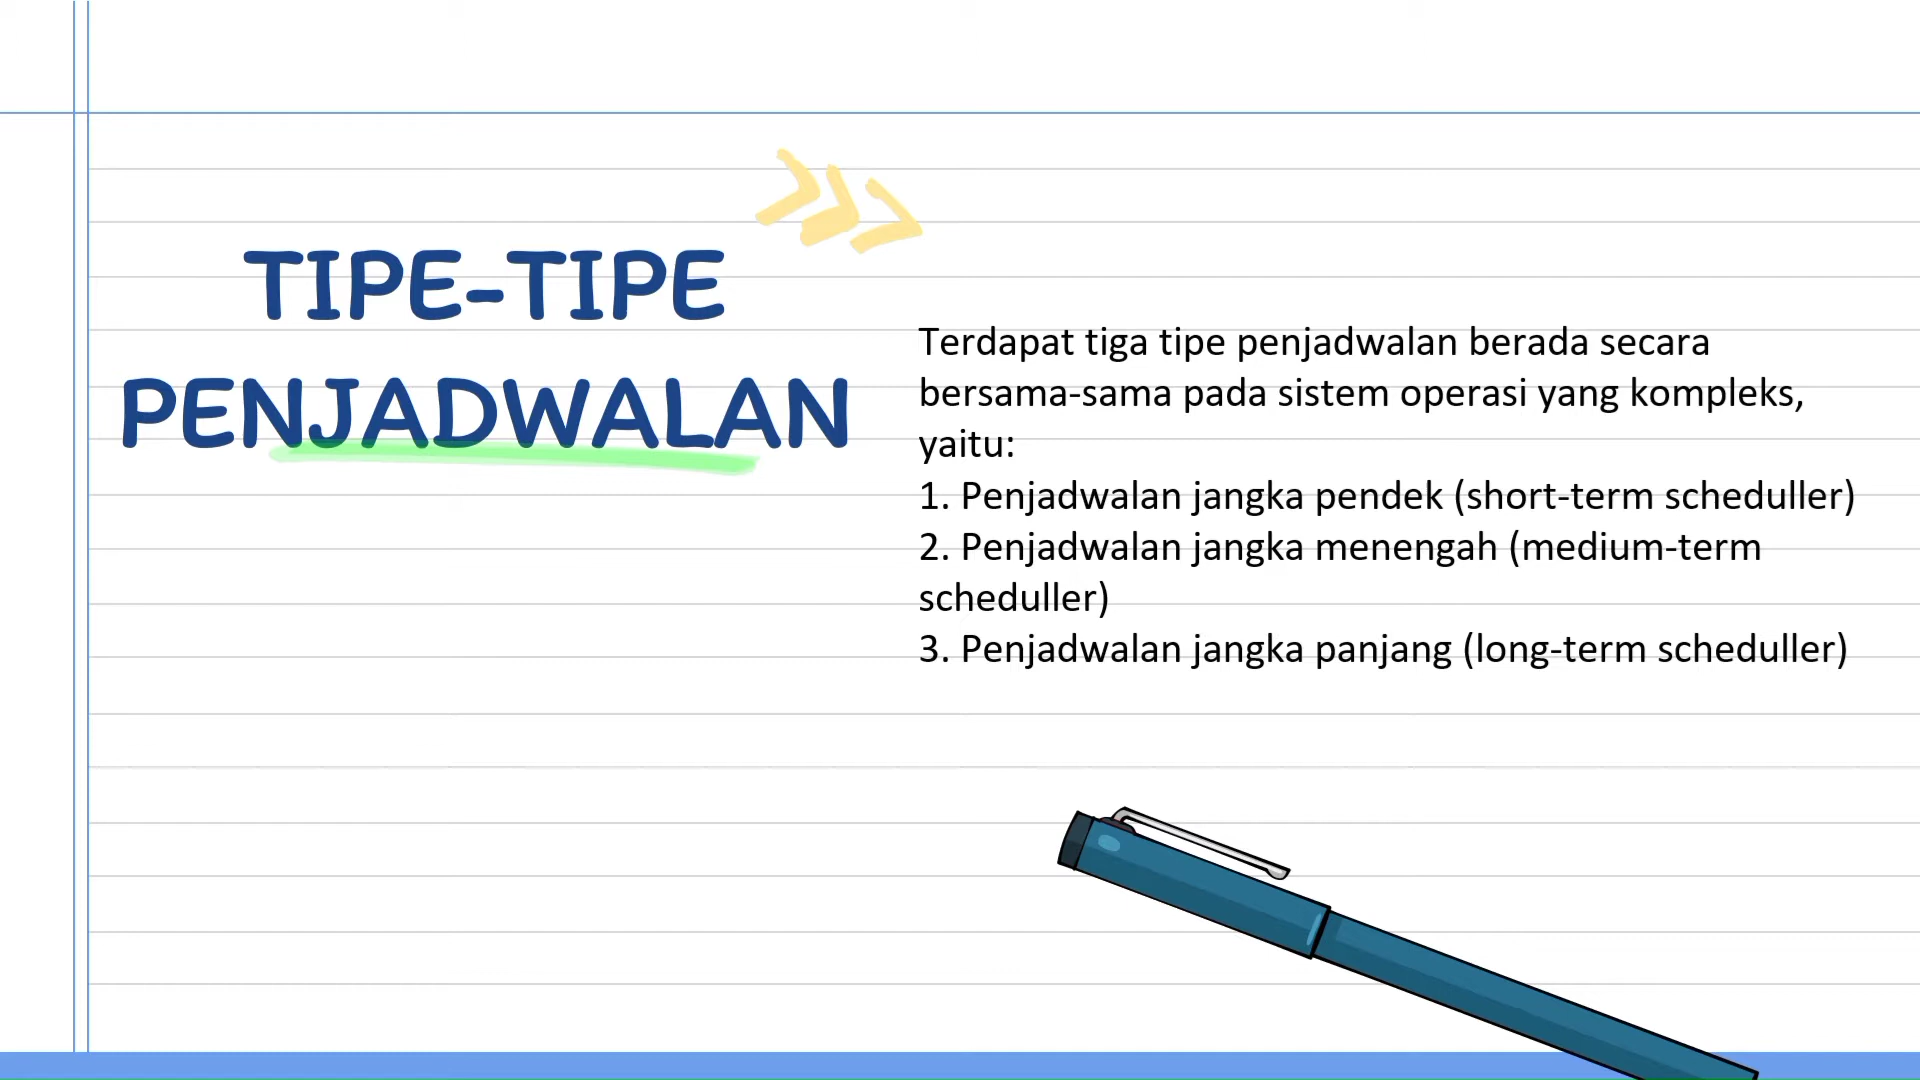 TIPE-TIPE
PENJADWALAN
Terdapat tiga tipe penjadwalan berada secara
bersama-sama pada sistem operasi yang kompleks,
yaitu:
1. Penjadwalan jangka pendek (short-term scheduller)
2. Penjadwalan jangka menengah (medium-term
scheduller)
3. Penjadwalan jangka panjang (long-term scheduller)